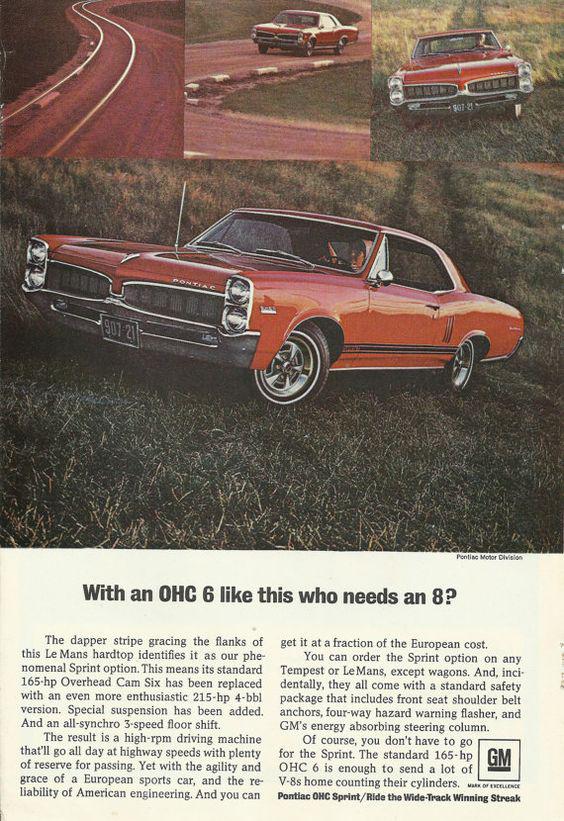 907-21
PONTIAC
907-21
Pontiac Motor Division
With an OHC 6 like this who needs an 8?
The dapper stripe gracing the flanks of
this Le Mans hardtop identifies it as our phe-
nomenal Sprint option. This means its standard
165-hp Overhead Cam Six has been replaced
with an even more enthusiastic 215-hp 4-bbl
version. Special suspension has been added.
And an all-synchro 3-speed floor shift.
The result is a high-rpm driving machine
that'll go all day at highway speeds with plenty
of reserve for passing. Yet with the agility and
grace of a European sports car, and the re-
liability of American engineering. And you can
get it at a fraction of the European cost.
You can order the Sprint option on any
Tempest or Le Mans, except wagons. And, inci-
dentally, they all come with a standard safety
package that includes front seat shoulder belt
anchors, four-way hazard warning flasher, and
GM's energy absorbing steering column.
Of course, you don't have to go
for the Sprint. The standard 165-hp
OHC 6 is enough to send a lot of
V-8s home counting their cylinders.
GM
MARK OF EXCELLENCE
Pontiac OHC Sprint/Ride the Wide-Track Winning Streak